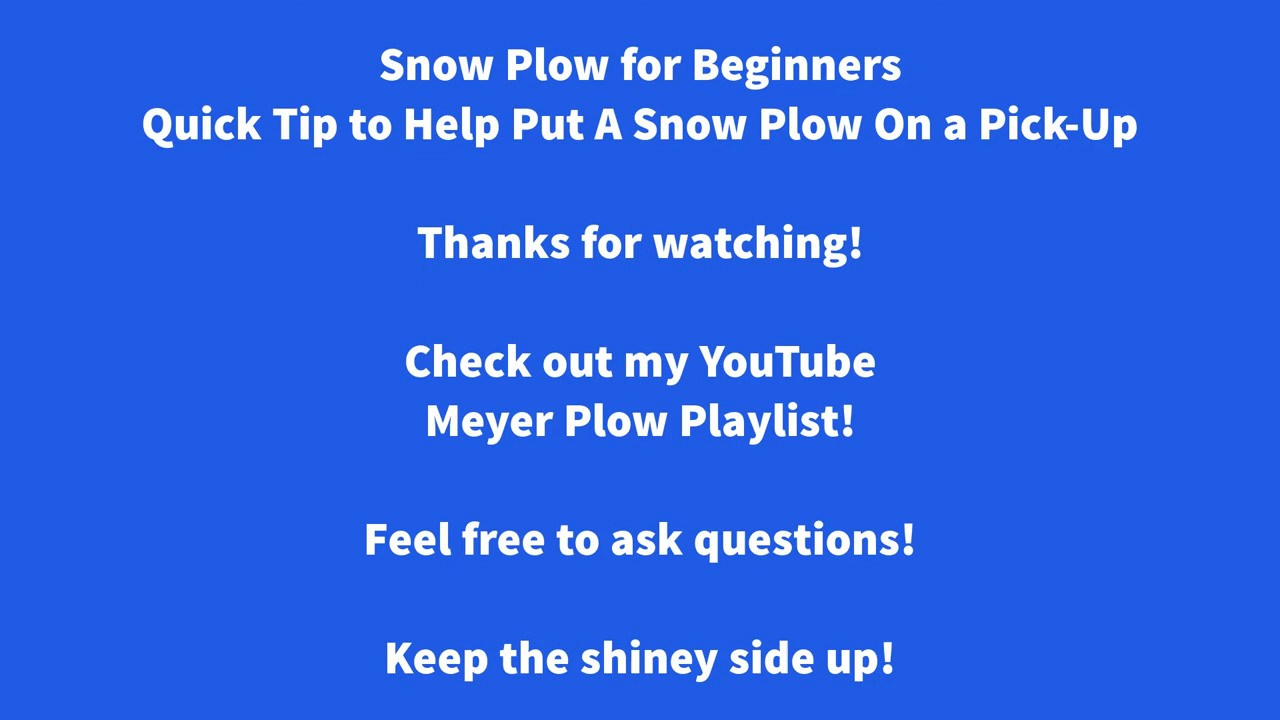 Snow Plow for Beginners
Quick Tip to Help Put A Snow Plow On a Pick-Up
Thanks for watching!
Check out my YouTube
Meyer Plow Playlist!
Feel free to ask questions!
Keep the shiney side up!